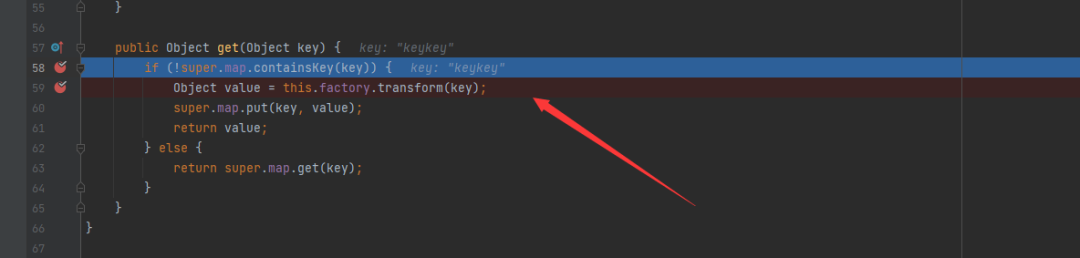 55 }
56
57 public Object get(Object key) { key: "keykey"
58 if (!super.map.containsKey(key)) { key: "keykey"
59 Object value = this.factory.transform(key);
60 super.map.put(key, value);
61 return value;
62 } else {
63 return super.map.get(key);
64 }
65 }
66 }
67